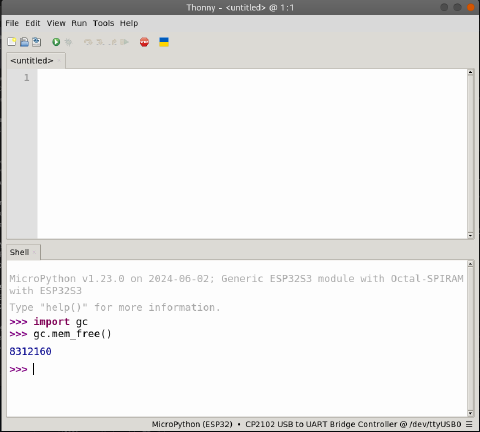 Thonny – <untitled> @ 1:1
File Edit View Run Tools Help
<untitled>
1
Shell
MicroPython v1.23.0 on 2024-06-02; Generic ESP32S3 module with Octal-SPIRAM
with ESP32S3
Type "help()" for more information.
>>> import gc
>>> gc.mem_free()
8312160
>>>
MicroPython (ESP32) • CP2102 USB to UART Bridge Controller @ /dev/ttyUSB0 ☰